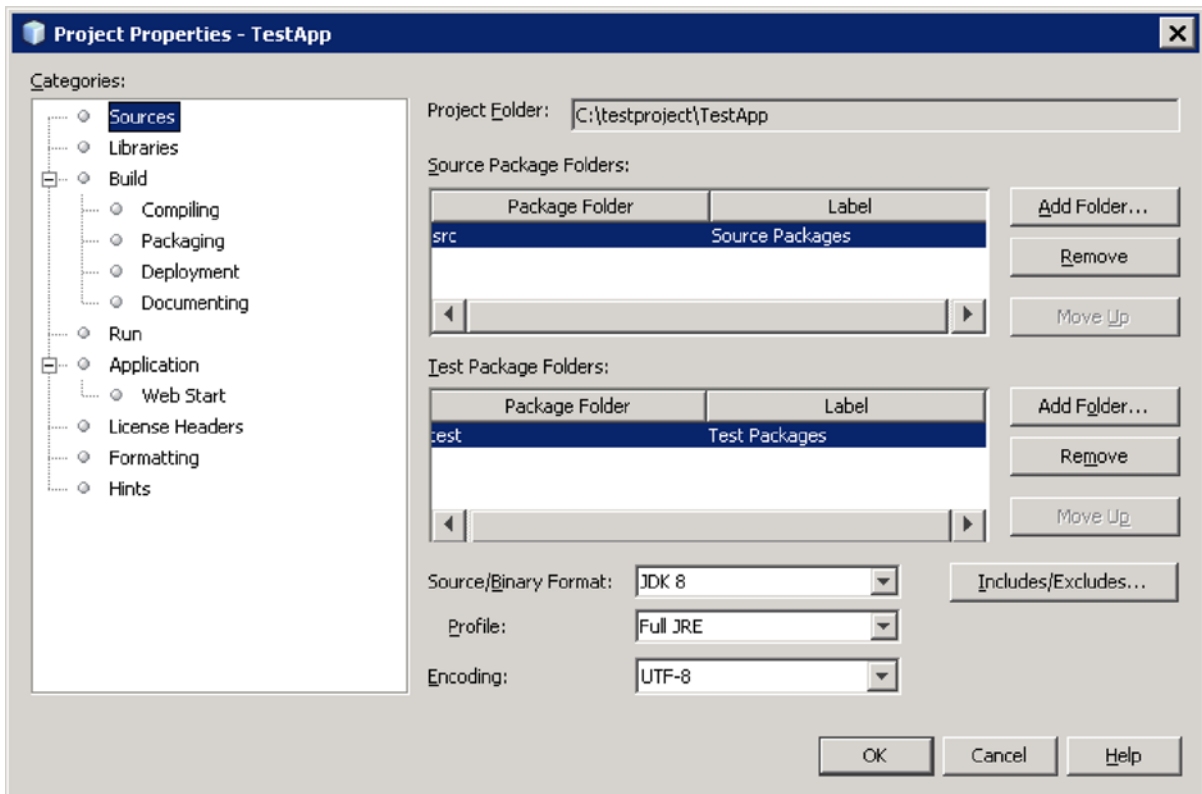 Project Properties - TestApp
Categories:
Sources
Libraries
Build
Compiling
Packaging
Deployment
Documenting
Run
Application
Web Start
License Headers
Formatting
Hints
Project Folder: C:\testproject\TestApp
Source Package Folders:
Package Folder Label
src Source Packages
Add Folder...
Remove
Move Up
Test Package Folders:
Package Folder Label
test Test Packages
Add Folder...
Remove
Move Up
Source/Binary Format: JDK 8
Includes/Excludes...
Profile: Full JRE
Encoding: UTF-8
OK Cancel Help